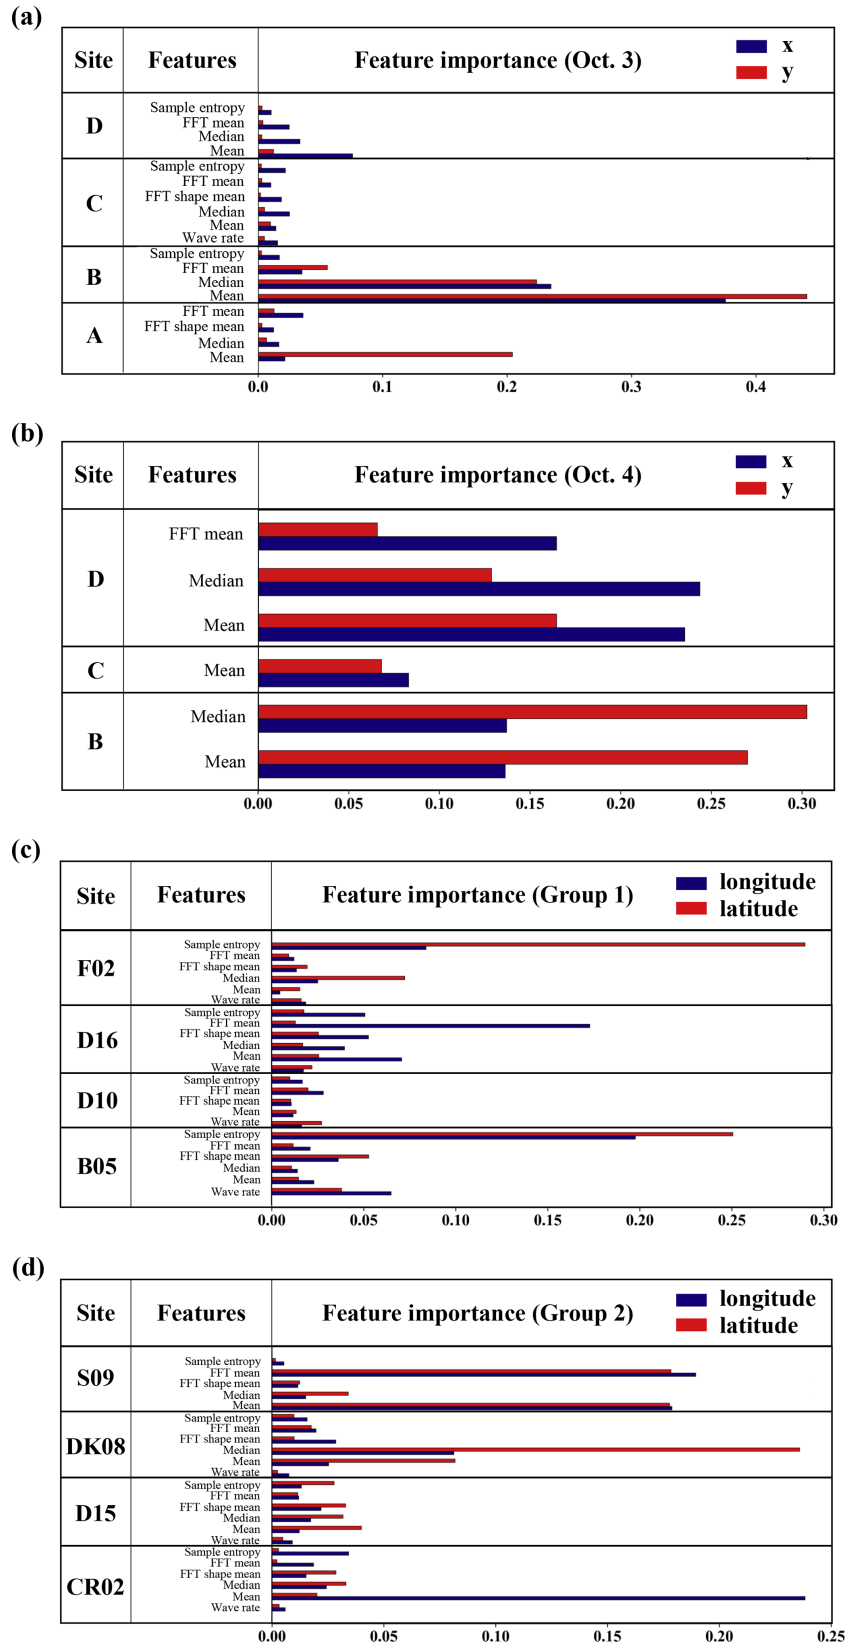 (a)
Site Features Feature importance (Oct. 3) x
y
D
Sample entropy
FFT mean
Median
Mean
C
Sample entropy
FFT mean
FFT shape mean
Median
Mean
Wave rate
B
Sample entropy
FFT mean
Median
Mean
A
FFT mean
FFT shape mean
Median
Mean
0.0 0.1 0.2 0.3 0.4
(b)
Site Features Feature importance (Oct. 4) x
y
D
FFT mean
Median
Mean
C
Mean
B
Median
Mean
0.00 0.05 0.10 0.15 0.20 0.25 0.30
(c)
Site Features Feature importance (Group 1) longitude
latitude
F02
Sample entropy
FFT mean
FFT shape mean
Median
Mean
Wave rate
D16
Sample entropy
FFT mean
FFT shape mean
Median
Mean
Wave rate
D10
Sample entropy
FFT mean
FFT shape mean
Mean
Wave rate
B05
Sample entropy
FFT mean
FFT shape mean
Median
Mean
Wave rate
0.00 0.05 0.10 0.15 0.20 0.25 0.30
(d)
Site Features Feature importance (Group 2) longitude
latitude
S09
Sample entropy
FFT mean
FFT shape mean
Median
Mean
DK08
Sample entropy
FFT mean
FFT shape mean
Median
Mean
Wave rate
D15
Sample entropy
FFT mean
FFT shape mean
Median
Mean
Wave rate
CR02
Sample entropy
FFT mean
FFT shape mean
Median
Mean
Wave rate
0.00 0.05 0.10 0.15 0.20 0.25